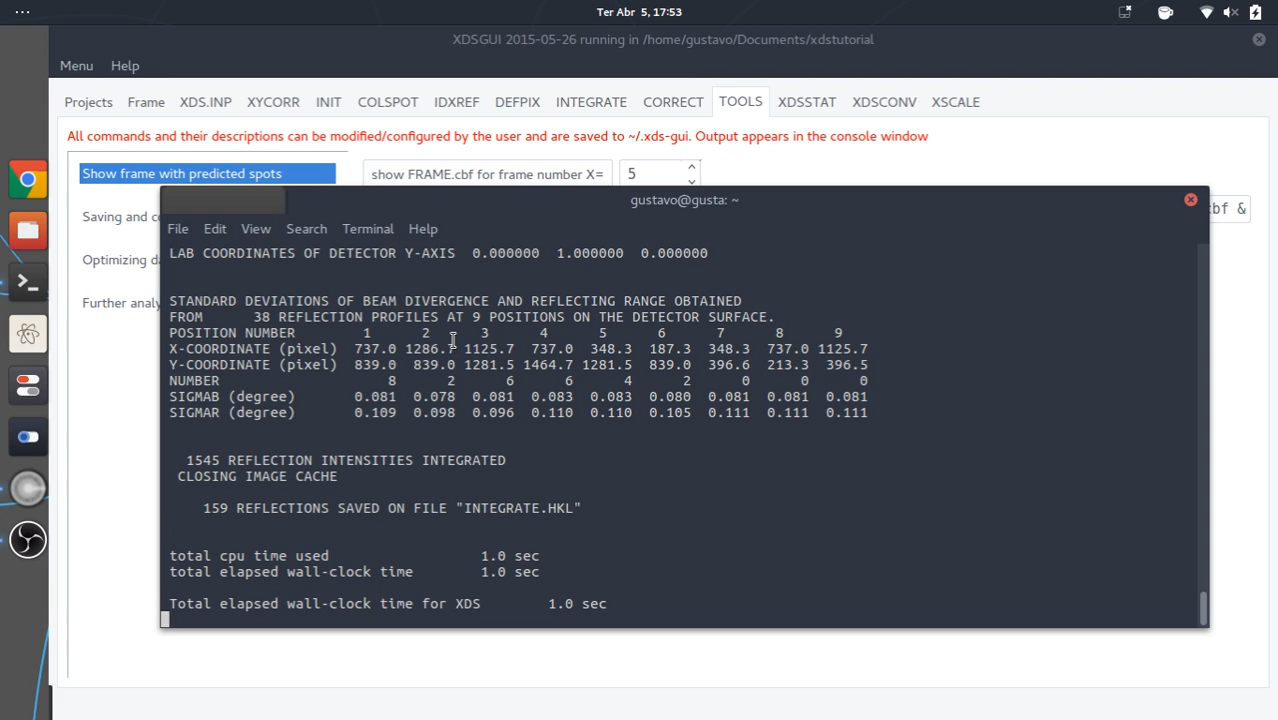 Ter Abr 5, 17:53
XDSGUI 2015-05-26 running in /home/gustavo/Documents/xdstutorial
Menu Help
Projects Frame XDS.INP XYCORR INIT COLSPOT IDXREF DEFPIX INTEGRATE CORRECT TOOLS XDSSTAT XDSCONV XSCALE
All commands and their descriptions can be modified/configured by the user and are saved to ~/.xds-gui. Output appears in the console window
Show frame with predicted spots show FRAME.cbf for frame number X= 5
gustavo@gusta: ~
Saving and co bf &
File Edit View Search Terminal Help
LAB COORDINATES OF DETECTOR Y-AXIS 0.000000 1.000000 0.000000
Optimizing da
Further analy
STANDARD DEVIATIONS OF BEAM DIVERGENCE AND REFLECTING RANGE OBTAINED
FROM 38 REFLECTION PROFILES AT 9 POSITIONS ON THE DETECTOR SURFACE.
POSITION NUMBER 1 2 3 4 5 6 7 8 9
X-COORDINATE (pixel) 737.0 1286.7 1125.7 737.0 348.3 187.3 348.3 737.0 1125.7
Y-COORDINATE (pixel) 839.0 839.0 1281.5 1464.7 1281.5 839.0 396.6 213.3 396.5
NUMBER 8 2 6 6 4 2 0 0 0
SIGMAB (degree) 0.081 0.078 0.081 0.083 0.083 0.080 0.081 0.081 0.081
SIGMAR (degree) 0.109 0.098 0.096 0.110 0.110 0.105 0.111 0.111 0.111
1545 REFLECTION INTENSITIES INTEGRATED
CLOSING IMAGE CACHE
159 REFLECTIONS SAVED ON FILE "INTEGRATE.HKL"
total cpu time used 1.0 sec
total elapsed wall-clock time 1.0 sec
Total elapsed wall-clock time for XDS 1.0 sec